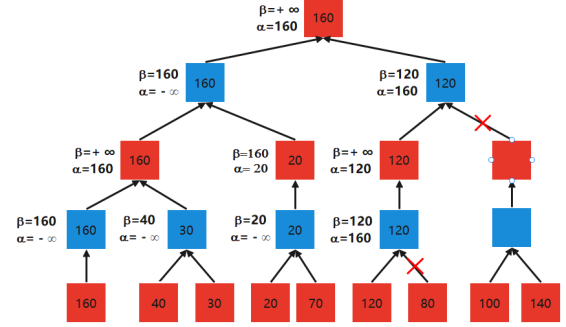 β=+ ∞
α=160
160
β=160
α= - ∞
160
β=120
α=160
120
β=+ ∞
α=160
160
β=160
α= 20
20
β=+ ∞
α=120
120
β=160
α= - ∞
160
β=40
α= - ∞
30
β=20
α= - ∞
20
β=120
α=160
120
160
40
30
20
70
120
80
100
140